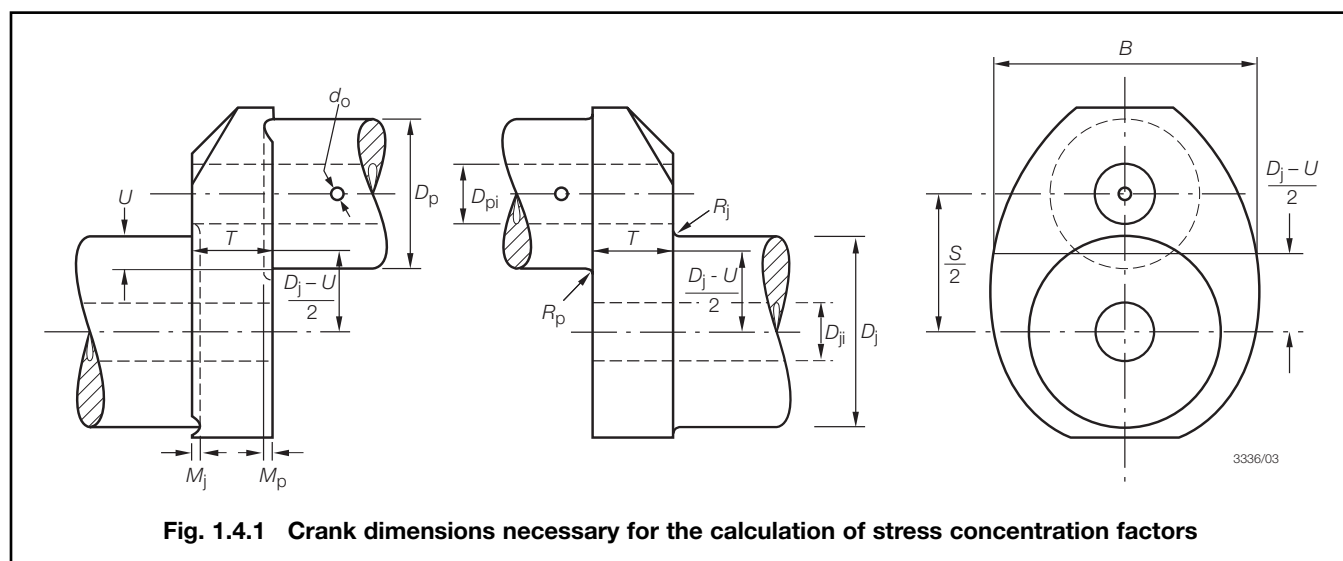 B
d_o
D_j – U
2
U
D_p
D_pi
R_j
T
T
S
2
D_j – U
2
D_j - U
2
R_p
D_ji
D_j
M_j
M_p
3336/03
Fig. 1.4.1 Crank dimensions necessary for the calculation of stress concentration factors